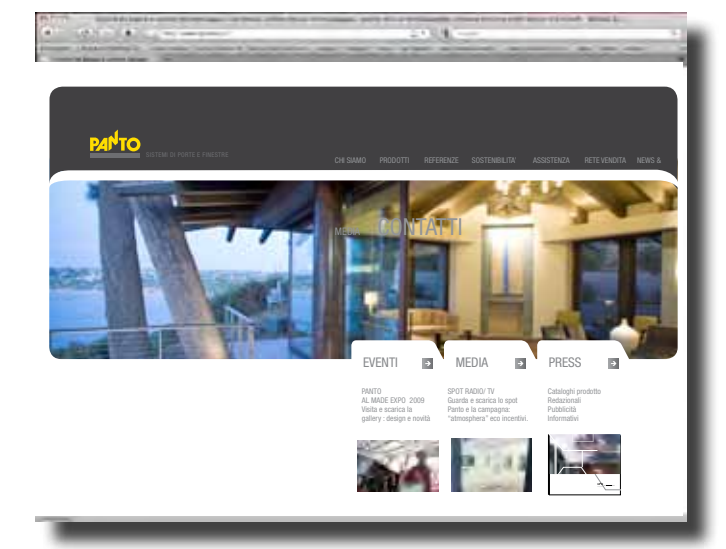 PANTO
SISTEMI DI PORTE E FINESTRE
CHI SIAMO PRODOTTI REFERENZE SOSTENIBILITA' ASSISTENZA RETE VENDITA NEWS &
MEDIA CONTATTI
EVENTI MEDIA PRESS
PANTO
AL MADE EXPO 2009
Visita e scarica la
gallery : design e novità
SPOT RADIO/ TV
Guarda e scarica lo spot
Panto e la campagna:
“atmosphera” eco incentivi.
Cataloghi prodotto
Redazionali
Pubblicità
Informativi